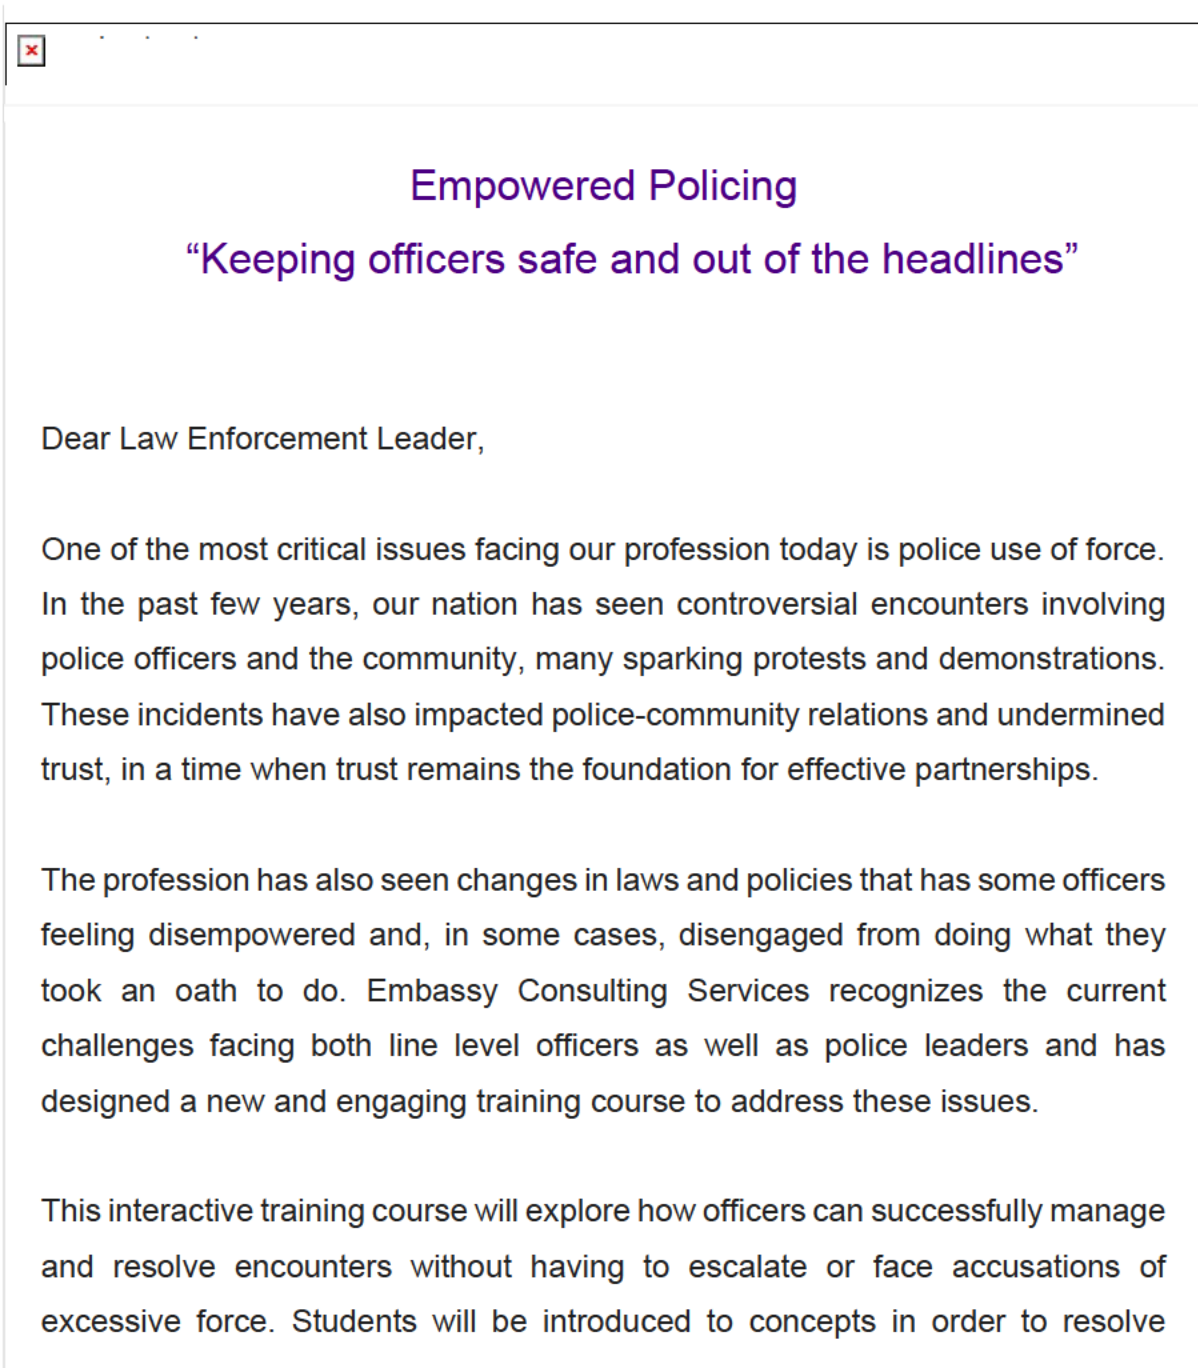 Empowered Policing
“Keeping officers safe and out of the headlines”
Dear Law Enforcement Leader,
One of the most critical issues facing our profession today is police use of force.
In the past few years, our nation has seen controversial encounters involving
police officers and the community, many sparking protests and demonstrations.
These incidents have also impacted police-community relations and undermined
trust, in a time when trust remains the foundation for effective partnerships.
The profession has also seen changes in laws and policies that has some officers
feeling disempowered and, in some cases, disengaged from doing what they
took an oath to do. Embassy Consulting Services recognizes the current
challenges facing both line level officers as well as police leaders and has
designed a new and engaging training course to address these issues.
This interactive training course will explore how officers can successfully manage
and resolve encounters without having to escalate or face accusations of
excessive force. Students will be introduced to concepts in order to resolve